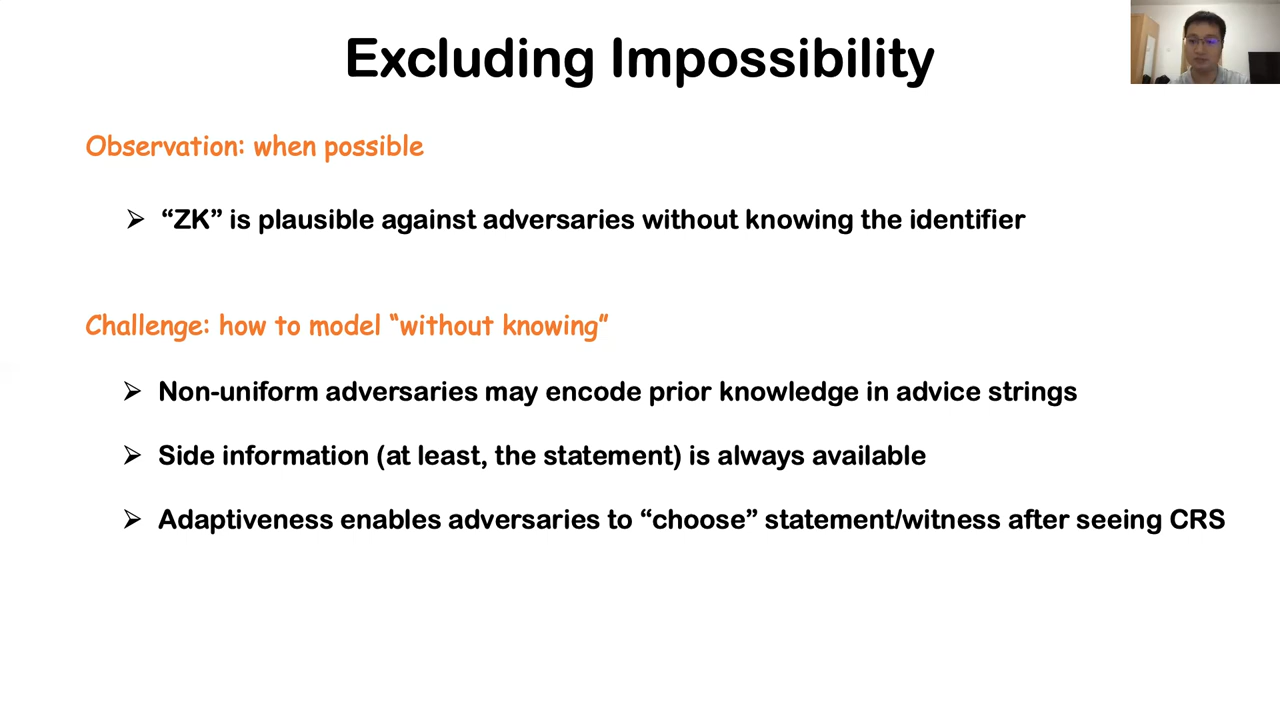 Excluding Impossibility
Observation: when possible
➢ “ZK” is plausible against adversaries without knowing the identifier
Challenge: how to model “without knowing”
➢ Non-uniform adversaries may encode prior knowledge in advice strings
➢ Side information (at least, the statement) is always available
➢ Adaptiveness enables adversaries to “choose” statement/witness after seeing CRS